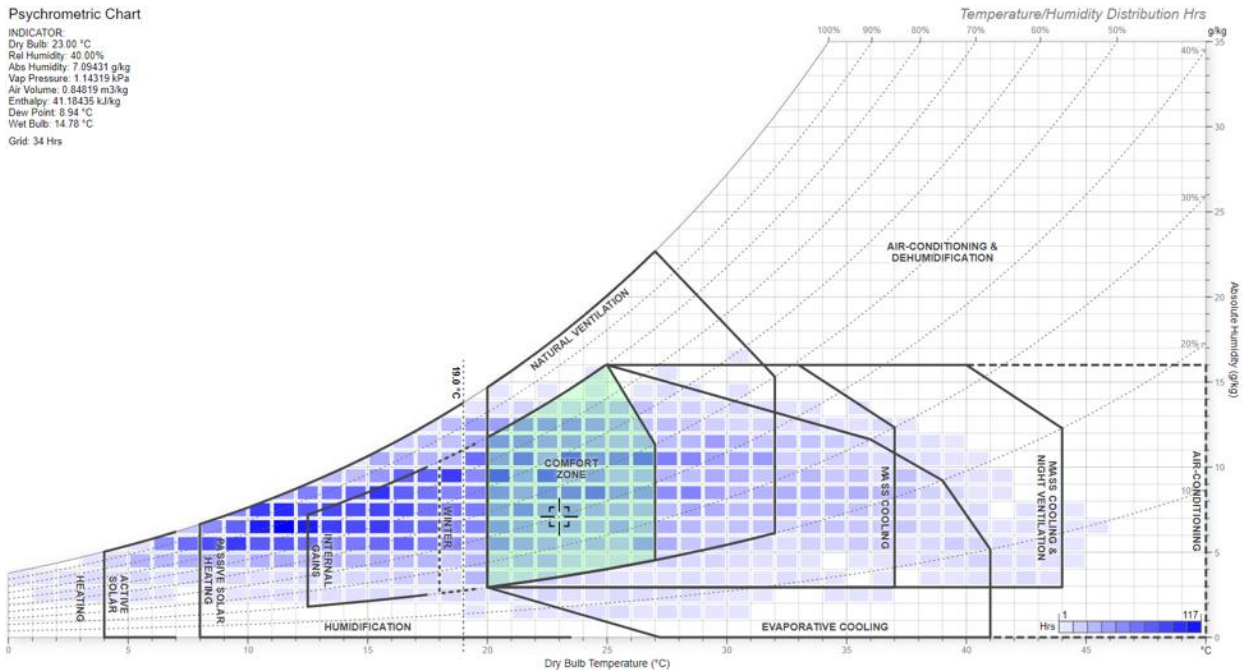 Psychrometric Chart
INDICATOR:
Dry Bulb: 23.00 °C
Rel Humidity: 40.00%
Abs Humidity: 7.09431 g/kg
Vap Pressure: 1.14319 kPa
Air Volume: 0.84819 m3/kg
Enthalpy: 41.18435 kJ/kg
Dew Point: 8.94 °C
Wet Bulb: 14.78 °C
Grid: 34 Hrs
Temperature/Humidity Distribution Hrs
100% 90% 80% 70% 60% 50%
g/kg
35
40%
30
30%
25
20
20%
15
10
10%
5
0
Absolute Humidity (g/kg)
AIR-CONDITIONING &
DEHUMIDIFICATION
NATURAL VENTILATION
19.0 °C
COMFORT
ZONE
WINTER
INTERNAL
GAINS
PASSIVE SOLAR
HEATING
ACTIVE
SOLAR
HEATING
MASS COOLING
MASS COOLING &
NIGHT VENTILATION
AIR-CONDITIONING
HUMIDIFICATION
EVAPORATIVE COOLING
Hrs 1 117
0 5 10 15 20 25 30 35 40 45 °C
Dry Bulb Temperature (°C)